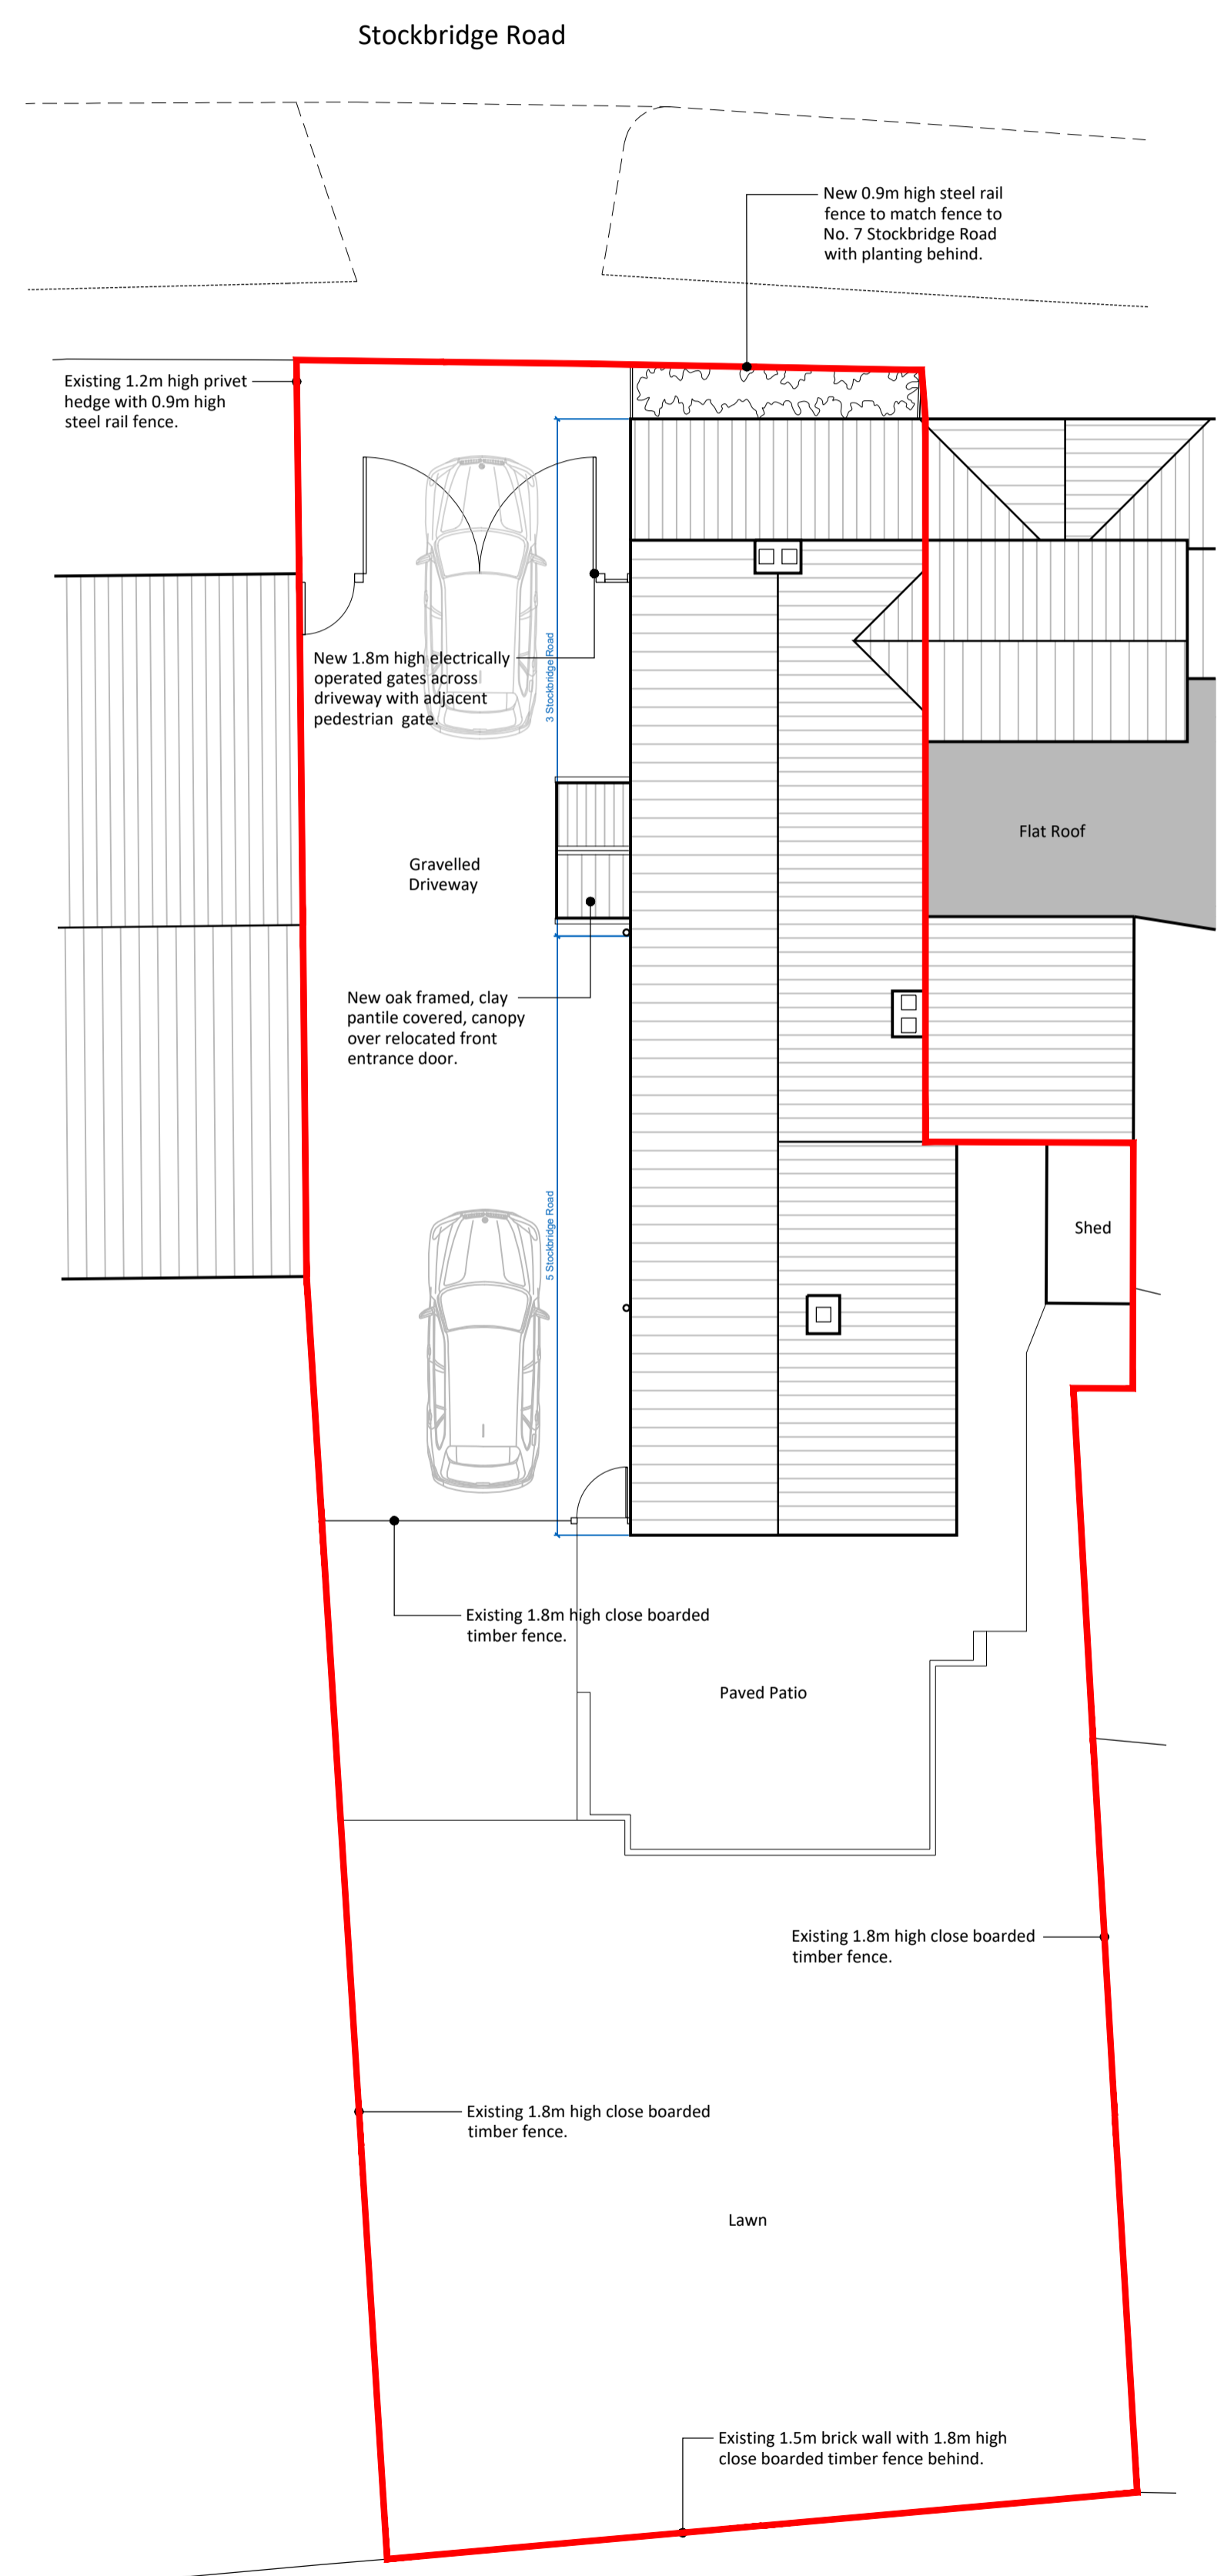 Stockbridge Road
New 0.9m high steel rail
fence to match fence to
No. 7 Stockbridge Road
with planting behind.
Existing 1.2m high privet
hedge with 0.9m high
steel rail fence.
New 1.8m high electrically
operated gates across
driveway with adjacent
pedestrian gate.
3 Stockbridge Road
Flat Roof
Gravelled
Driveway
New oak framed, clay
pantile covered, canopy
over relocated front
entrance door.
5 Stockbridge Road
Shed
Existing 1.8m high close boarded
timber fence.
Paved Patio
Existing 1.8m high close boarded
timber fence.
Existing 1.8m high close boarded
timber fence.
Lawn
Existing 1.5m brick wall with 1.8m high
close boarded timber fence behind.